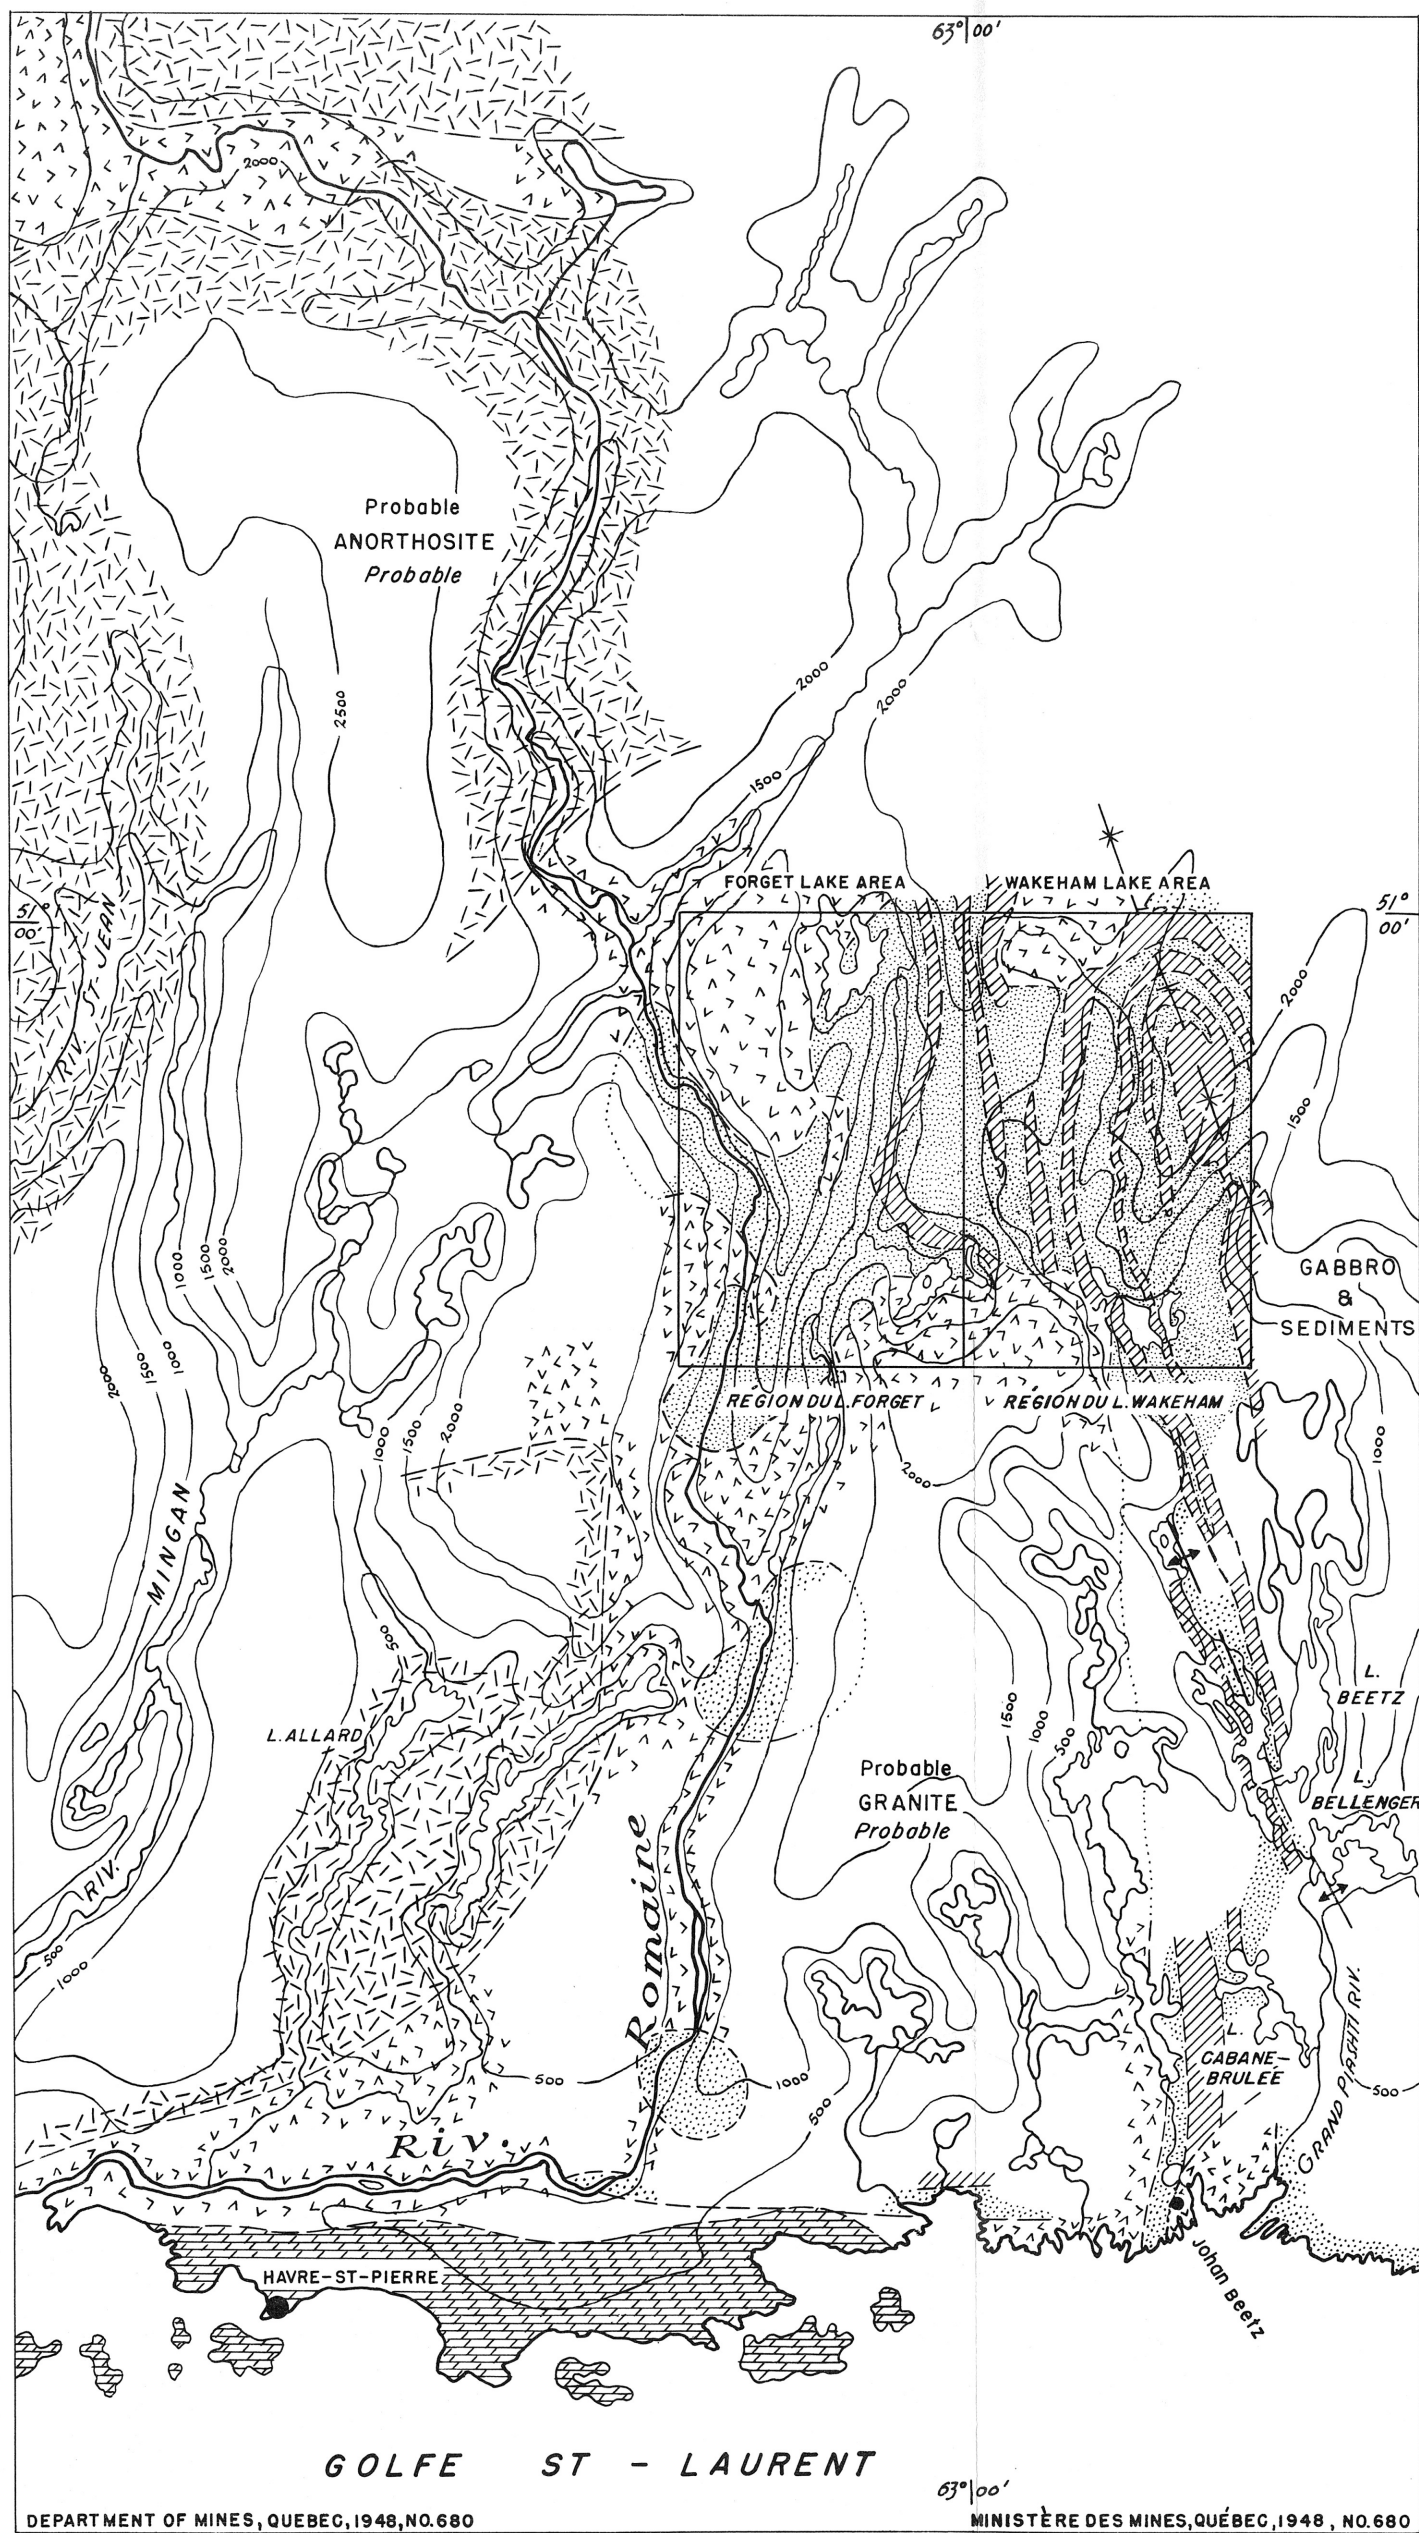 63° 00'
2000
Probable
ANORTHOSITE
Probable
2500
2000
2000
1500
FORGET LAKE AREA
WAKEHAM LAKE AREA
51°
00'
51°
00'
RIV. ST. JEAN
2000
1500
1000
1500
2000
GABBRO
&
SEDIMENTS
2000
1500
1000
RÉGION DU L. FORGET
RÉGION DU L. WAKEHAM
1000
1500
2000
2000
1000
MINGAN
RIV.
500
L. ALLARD
L.
BEETZ
L.
BELLENGER
1500
1000
500
Probable
GRANITE
Probable
Romaine
500
1000
L.
CABANE-
BRULÉE
GRAND PIASHTI RIV.
500
1000
500
500
Riv.
Johan Beetz
HAVRE-ST-PIERRE
GOLFE ST - LAURENT
63° 00'
DEPARTMENT OF MINES, QUEBEC, 1948, NO. 680
MINISTÈRE DES MINES, QUÉBEC, 1948, NO. 680